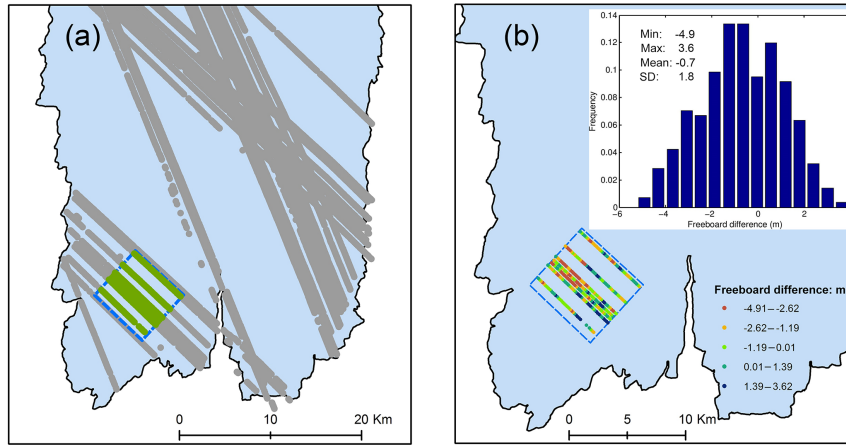 (a)
0 10 20 Km
(b)
Min: -4.9
Max: 3.6
Mean: -0.7
SD: 1.8
0.14
0.12
0.1
0.08
0.06
0.04
0.02
0
Frequency
-6 -4 -2 0 2
Freeboard difference (m)
Freeboard difference: m
-4.91–-2.62
-2.62–-1.19
-1.19–0.01
0.01–1.39
1.39–3.62
0 5 10 Km